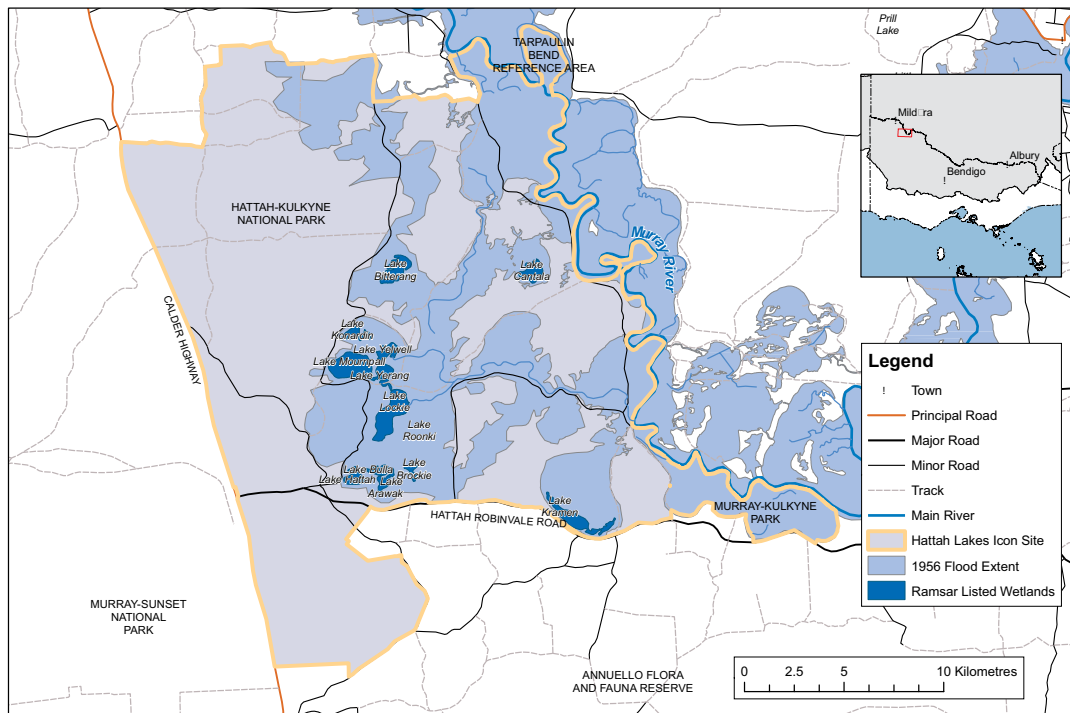 Prill
Lake
TARPAULIN
BEND
REFERENCE AREA
HATTAH-KULKYNE
NATIONAL PARK
CALDER HIGHWAY
Murray River
Lake
Bitterang
Lake
Cantala
Lake
Konardin
Lake Yelwell
Lake Mournpall
Lake Yerang
Lake
Lockie
Lake
Roonki
Lake Bulla
Lake Hattah
Lake
Brockie
Lake
Arawak
Lake
Kramen
HATTAH ROBINVALE ROAD
MURRAY-KULKYNE
PARK
MURRAY-SUNSET
NATIONAL
PARK
ANNUELLO FLORA
AND FAUNA RESERVE
Mild□ra
Albury
Bendigo
Legend
! Town
Principal Road
Major Road
Minor Road
Track
Main River
Hattah Lakes Icon Site
1956 Flood Extent
Ramsar Listed Wetlands
0 2.5 5 10 Kilometres